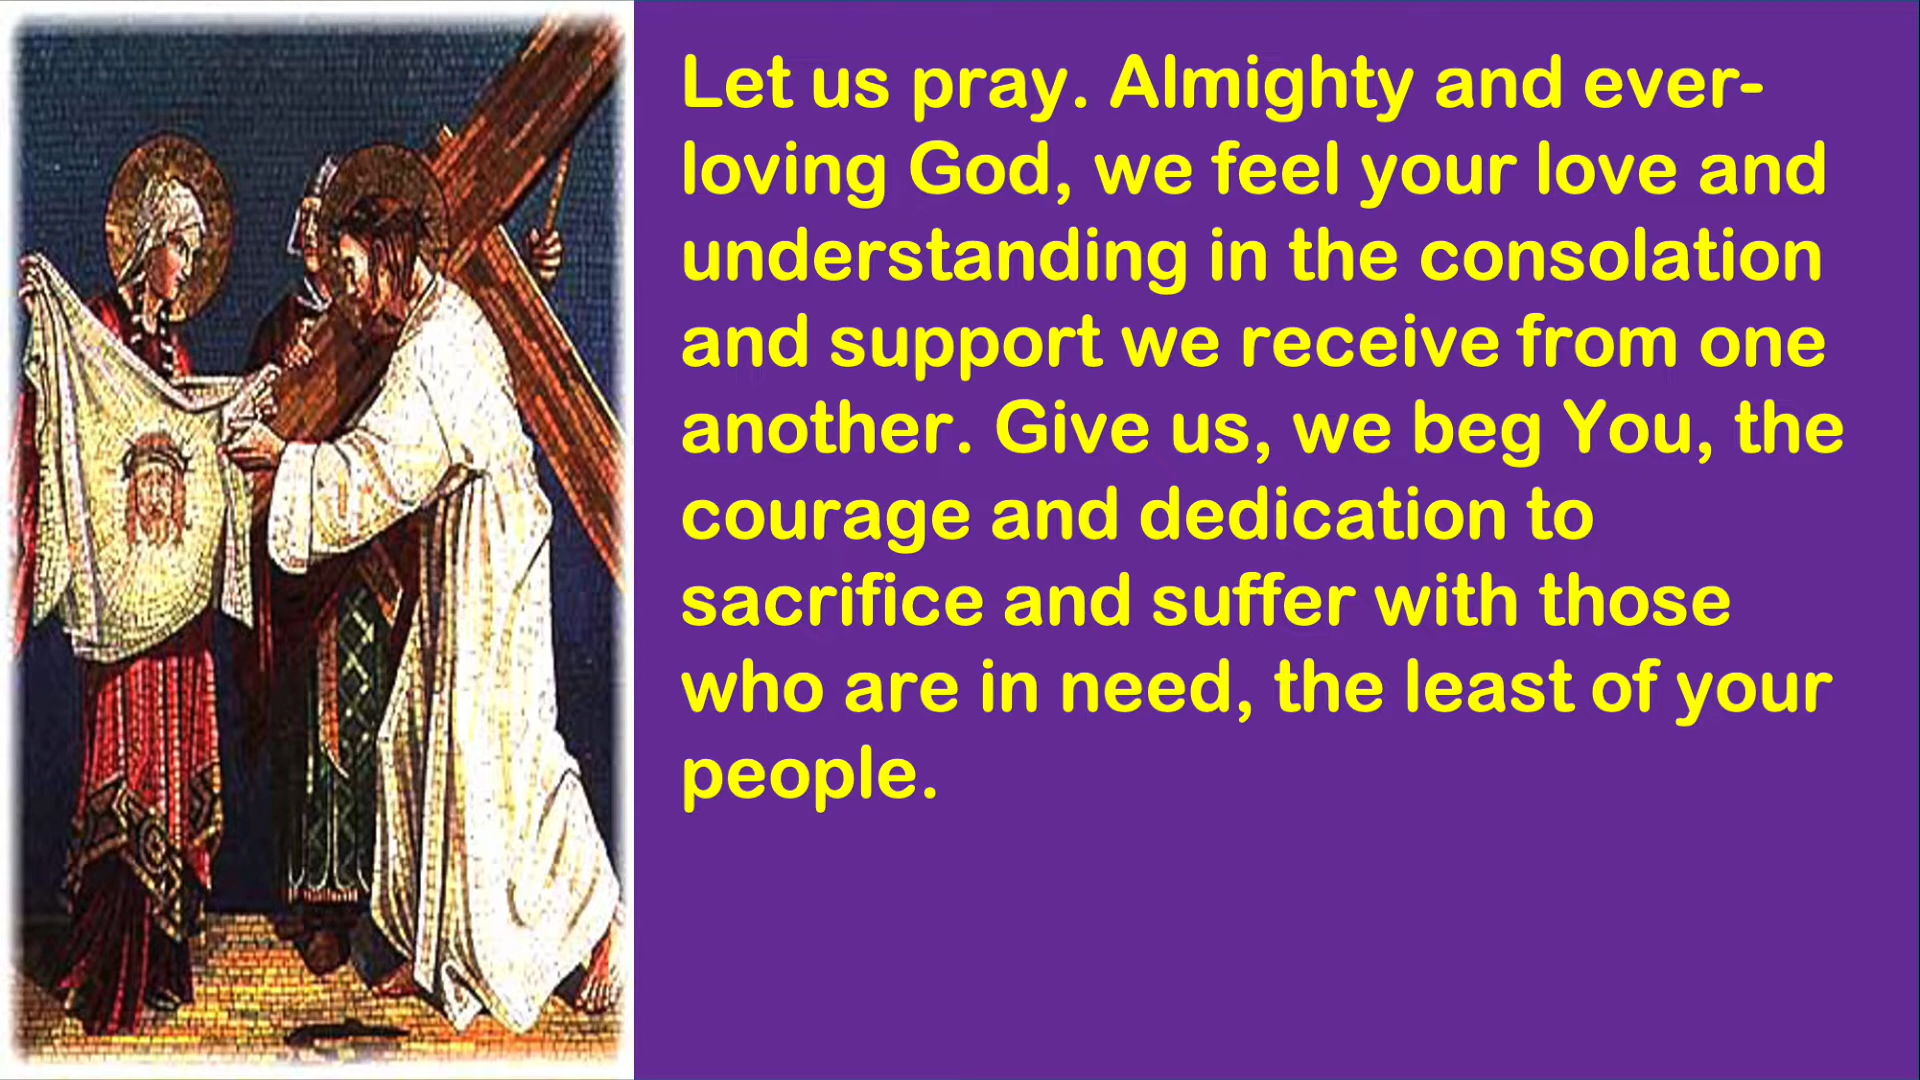 Let us pray. Almighty and ever-
loving God, we feel your love and
understanding in the consolation
and support we receive from one
another. Give us, we beg You, the
courage and dedication to
sacrifice and suffer with those
who are in need, the least of your
people.